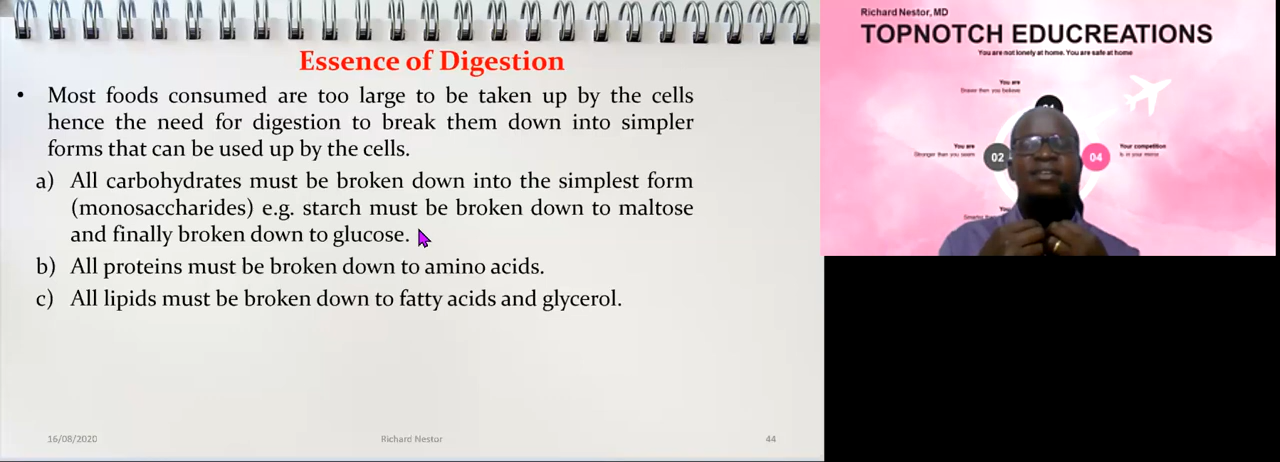 Essence of Digestion
• Most foods consumed are too large to be taken up by the cells
hence the need for digestion to break them down into simpler
forms that can be used up by the cells.
a) All carbohydrates must be broken down into the simplest form
(monosaccharides) e.g. starch must be broken down to maltose
and finally broken down to glucose.
b) All proteins must be broken down to amino acids.
c) All lipids must be broken down to fatty acids and glycerol.
16/08/2020 Richard Nestor 44
Richard Nestor, MD
TOPNOTCH EDUCREATIONS
You are not lonely at home. You are safe at home
You are
Braver then you believe
You are
Stronger then you seem
02
04
Your competition
is in your mirror